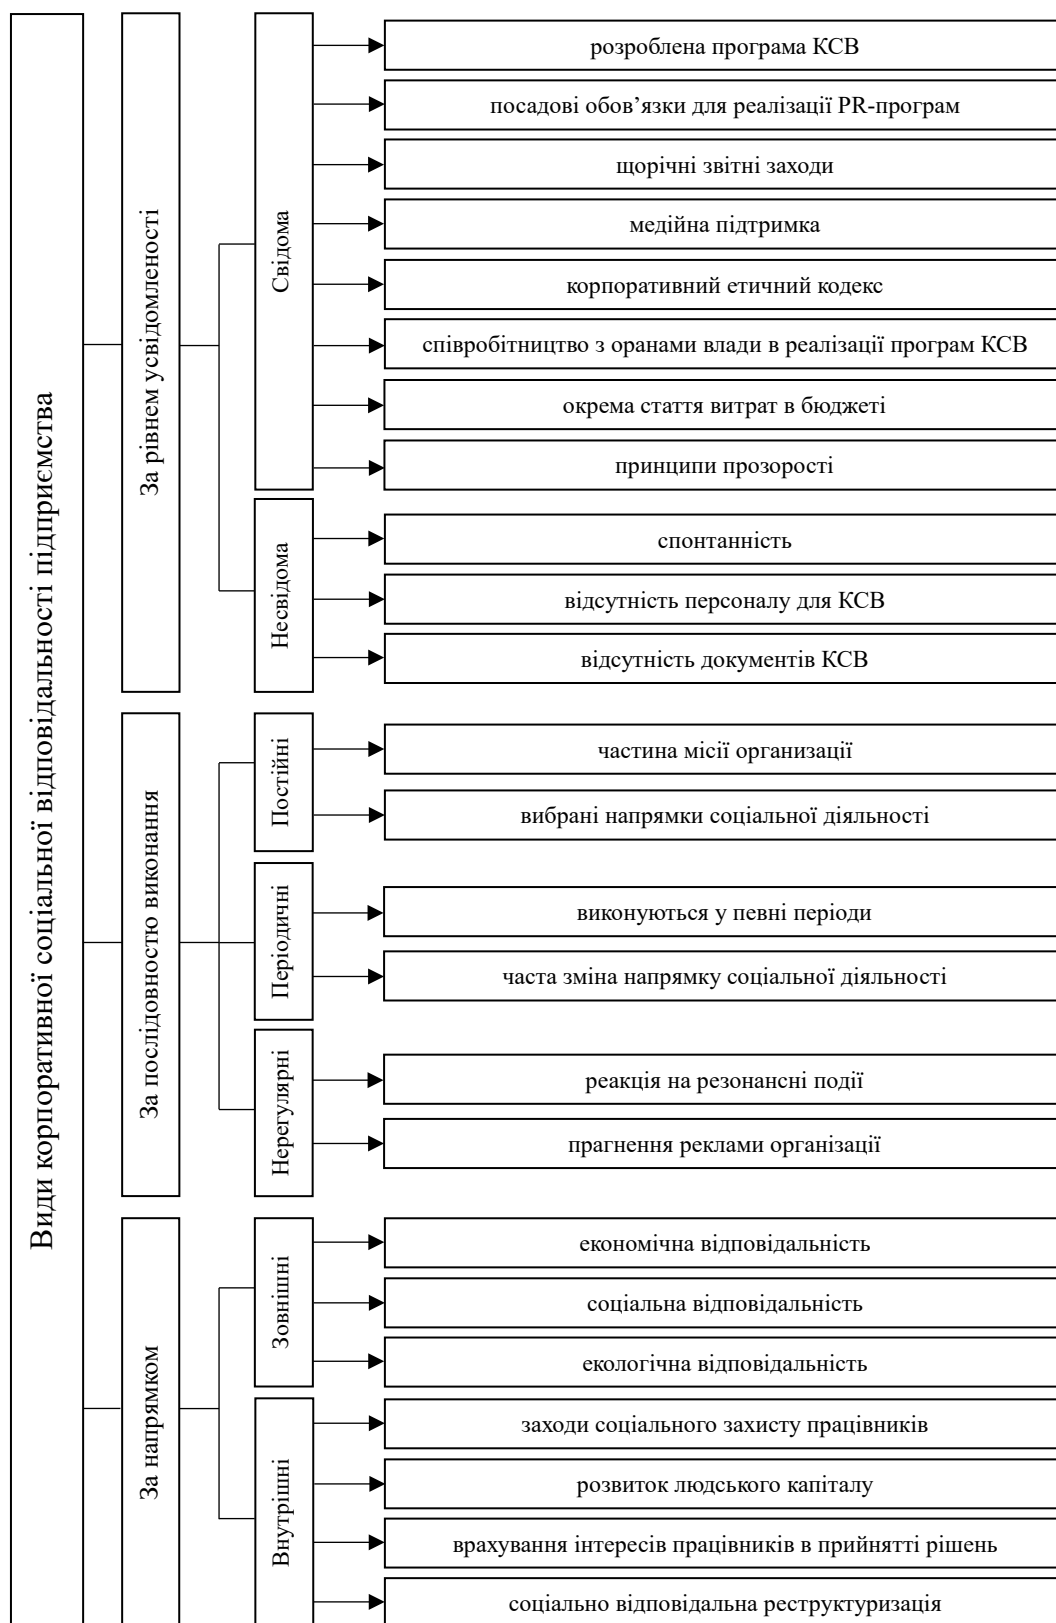 Види корпоративної соціальної відповідальності підприємства
За рівнем усвідомленості
Свідома
розроблена програма КСВ
посадові обов’язки для реалізації PR-програм
щорічні звітні заходи
медійна підтримка
корпоративний етичний кодекс
співробітництво з оранами влади в реалізації програм КСВ
окрема стаття витрат в бюджеті
принципи прозорості
Несвідома
спонтанність
відсутність персоналу для КСВ
відсутність документів КСВ
За послідовностю виконання
Постійні
частина місії организації
вибрані напрямки соціальної діяльності
Періодичні
виконуються у певні періоди
часта зміна напрямку соціальної діяльності
Нерегулярні
реакція на резонансні події
прагнення реклами організації
За напрямком
Зовнішні
економічна відповідальність
соціальна відповідальність
екологічна відповідальність
Внутрішні
заходи соціального захисту працівників
розвиток людського капіталу
врахування інтересів працівників в прийнятті рішень
соціально відповідальна реструктуризація